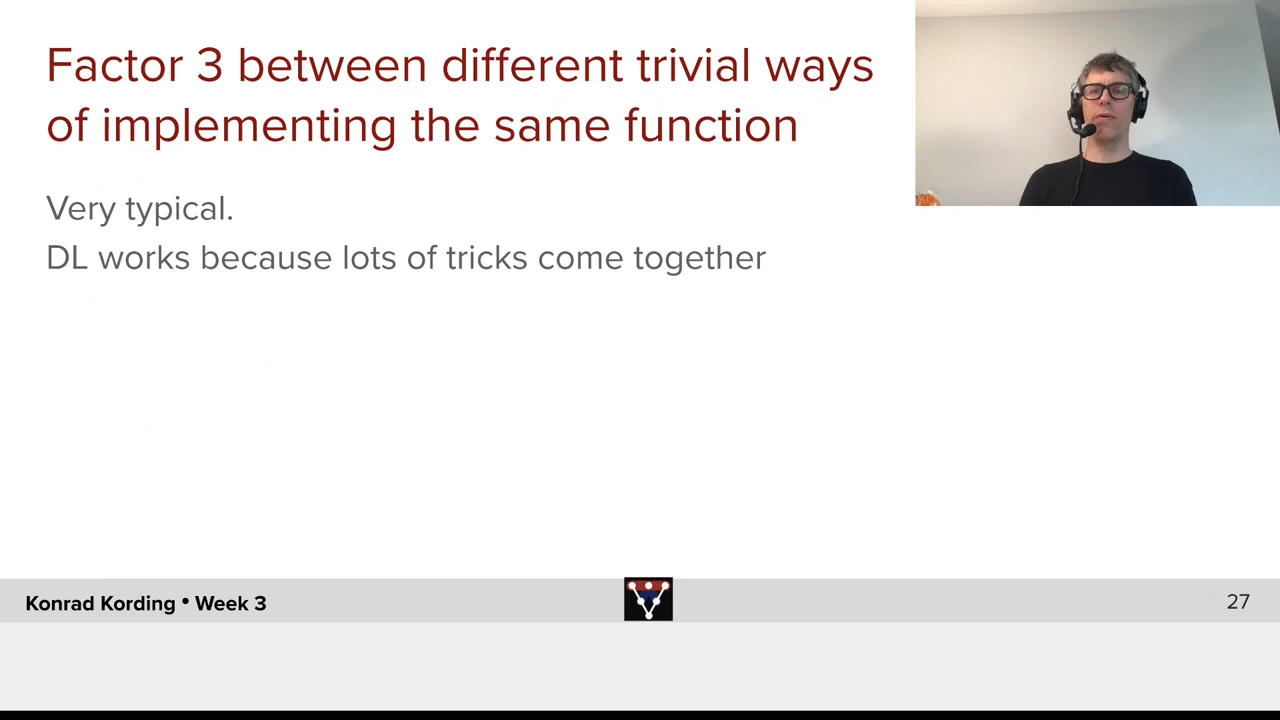 Factor 3 between different trivial ways
of implementing the same function
Very typical.
DL works because lots of tricks come together
Konrad Kording • Week 3
27